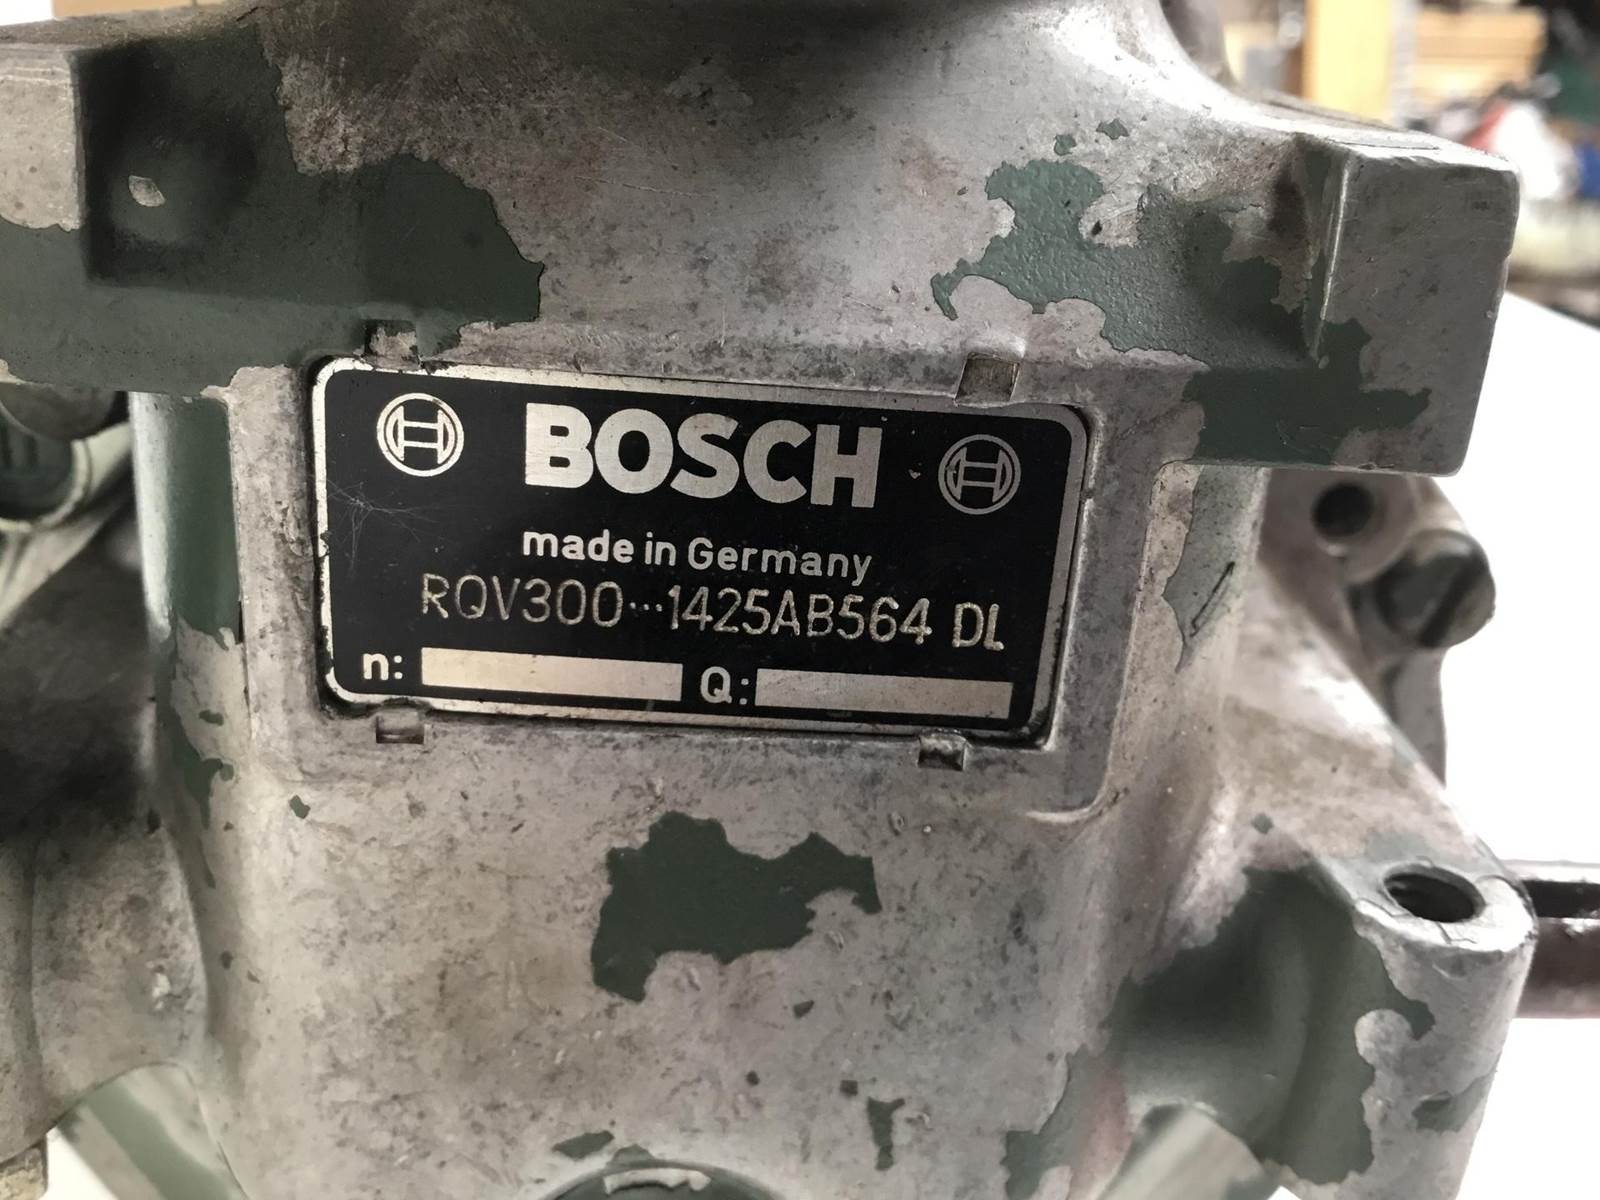 BOSCH
made in Germany
RQV300···1425AB564 DL
n: Q: